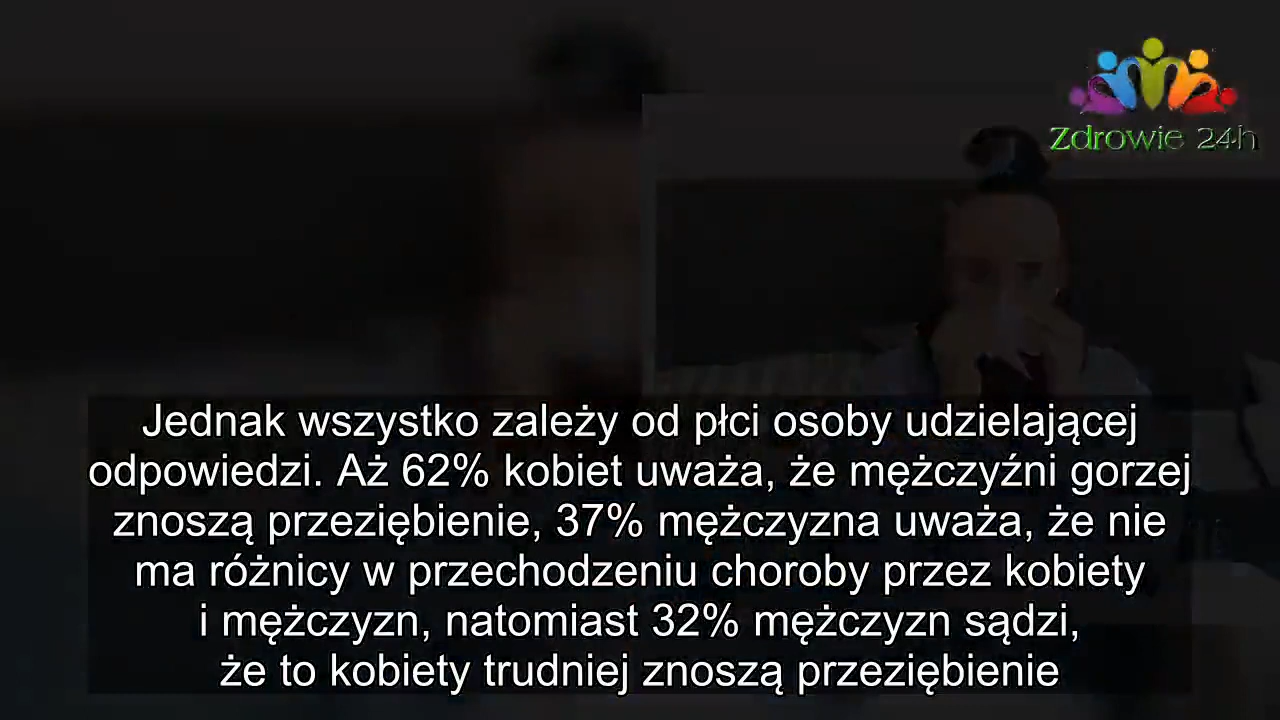 Zdrowie 24h
Jednak wszystko zależy od płci osoby udzielającej
odpowiedzi. Aż 62% kobiet uważa, że mężczyźni gorzej
znoszą przeziębienie, 37% mężczyzna uważa, że nie
ma różnicy w przechodzeniu choroby przez kobiety
i mężczyzn, natomiast 32% mężczyzn sądzi,
że to kobiety trudniej znoszą przeziębienie